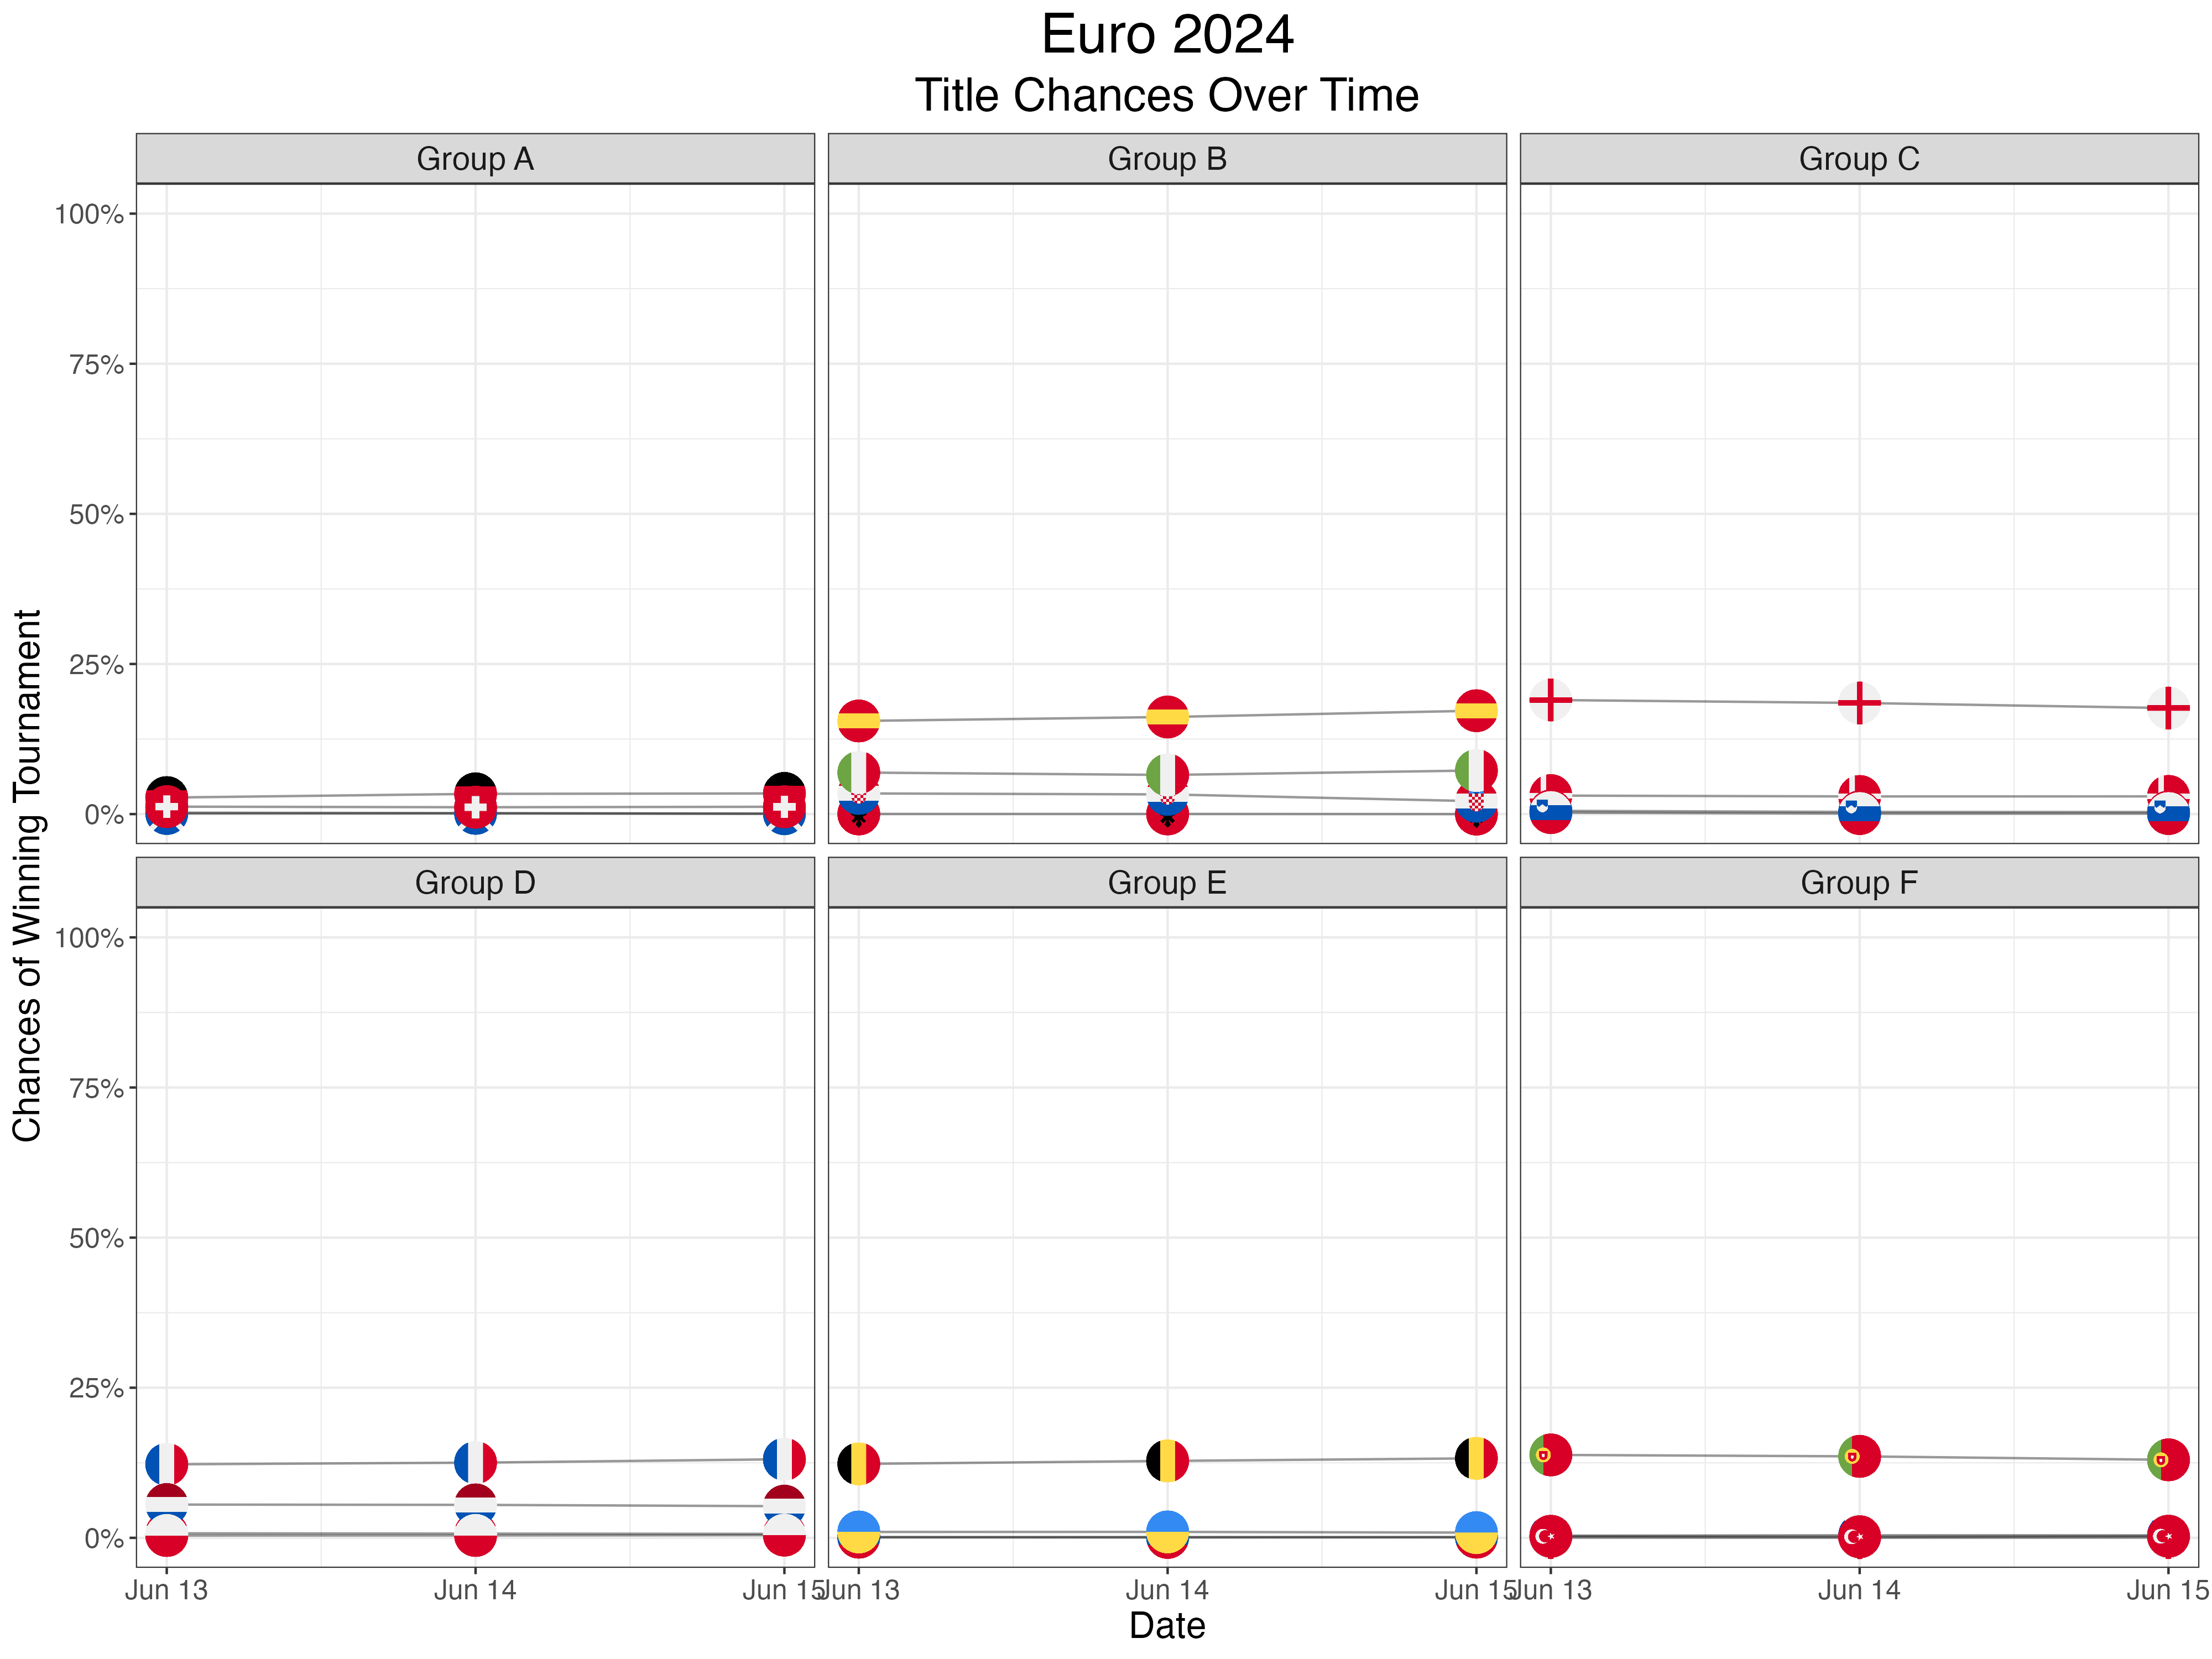 Euro 2024
Title Chances Over Time
Group A
Group B
Group C
100%
75%
50%
25%
0%
Group D
Group E
Group F
100%
75%
50%
25%
0%
Jun 13
Jun 14
Jun 15
Jun 13
Jun 14
Jun 15
Jun 13
Jun 14
Jun 15
Date
Chances of Winning Tournament